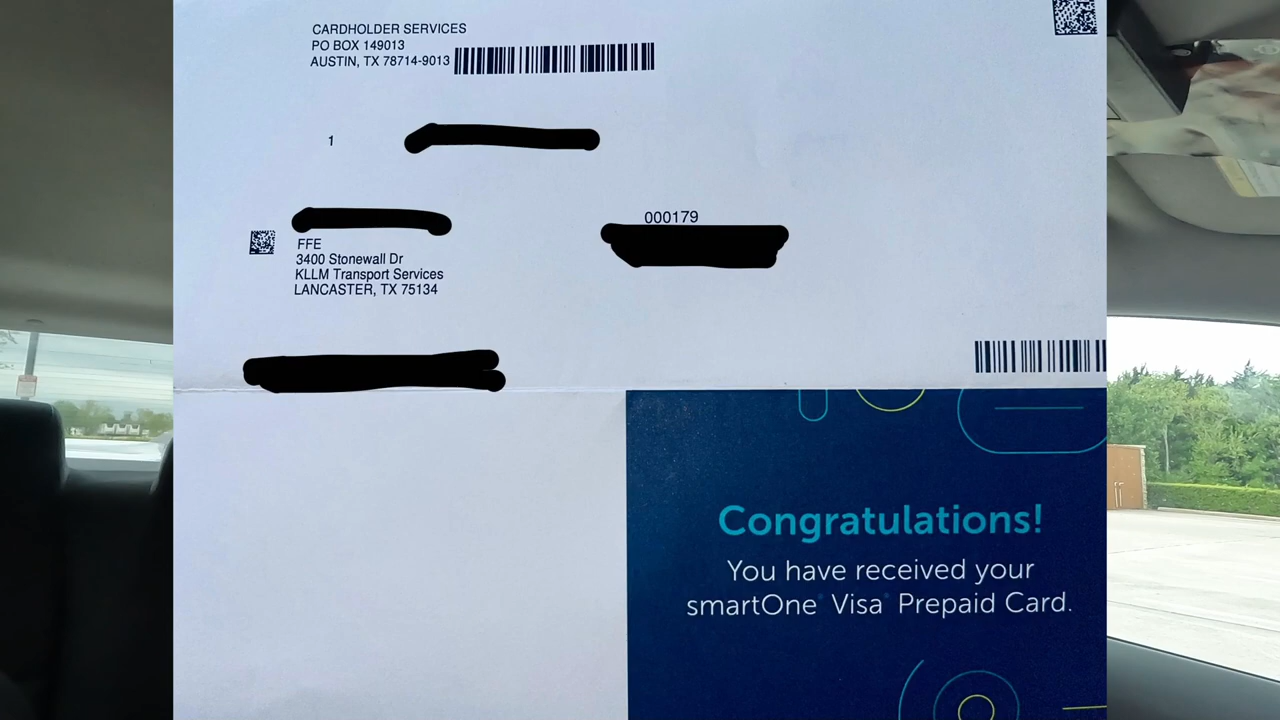 CARDHOLDER SERVICES
PO BOX 149013
AUSTIN, TX 78714-9013
1
000179
FFE
3400 Stonewall Dr
KLLM Transport Services
LANCASTER, TX 75134
Congratulations!
You have received your
smartOne Visa Prepaid Card.